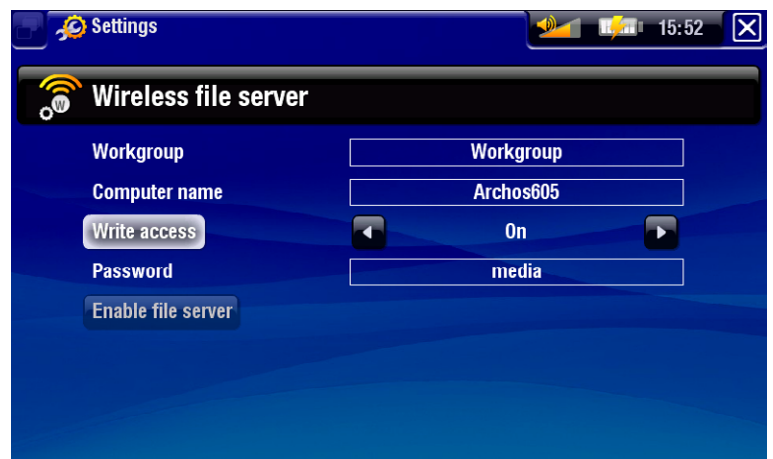 Settings 15:52
W Wireless file server
Workgroup Workgroup
Computer name Archos605
Write access On
Password media
Enable file server